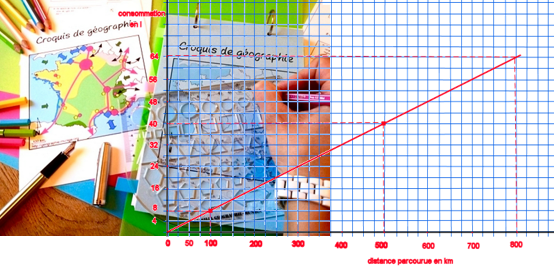 consommation
en l
Croquis de géographie
Croquis de géographie
64
56
48
40
32
24
16
8
4
0 50 100 200 300 400 500 600 700 800
distance parcourue en km